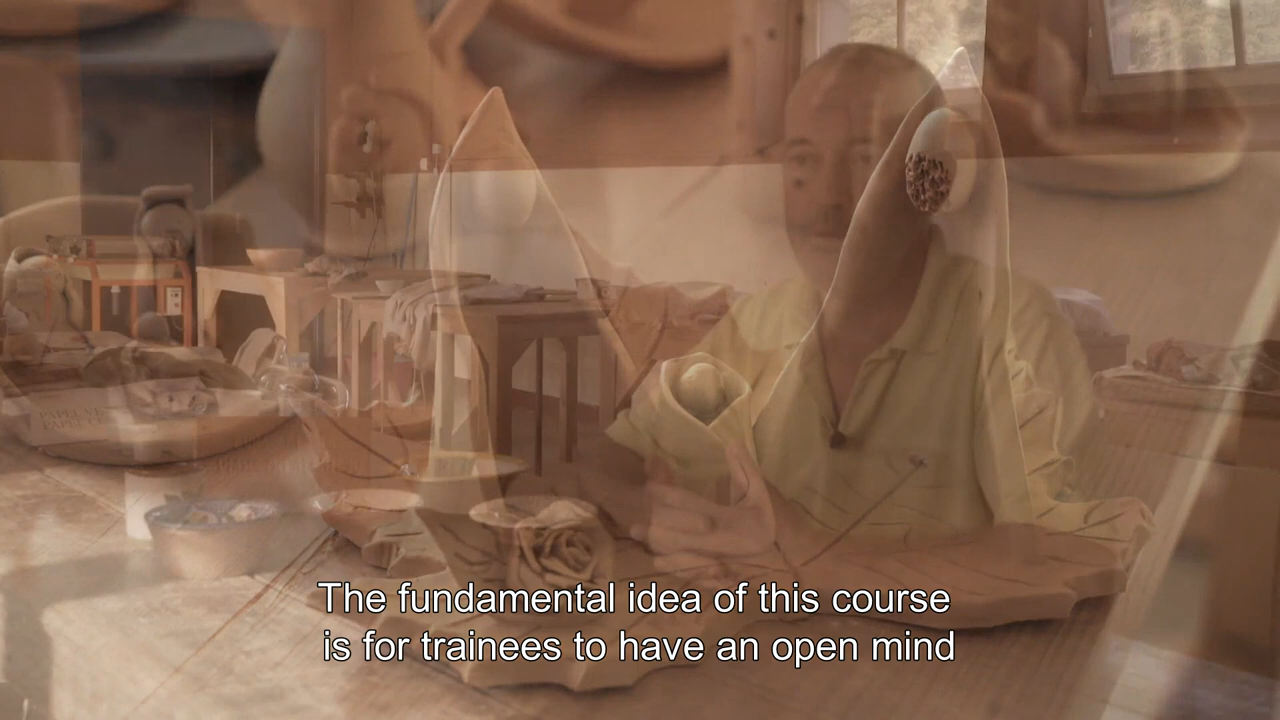 The fundamental idea of this course
is for trainees to have an open mind